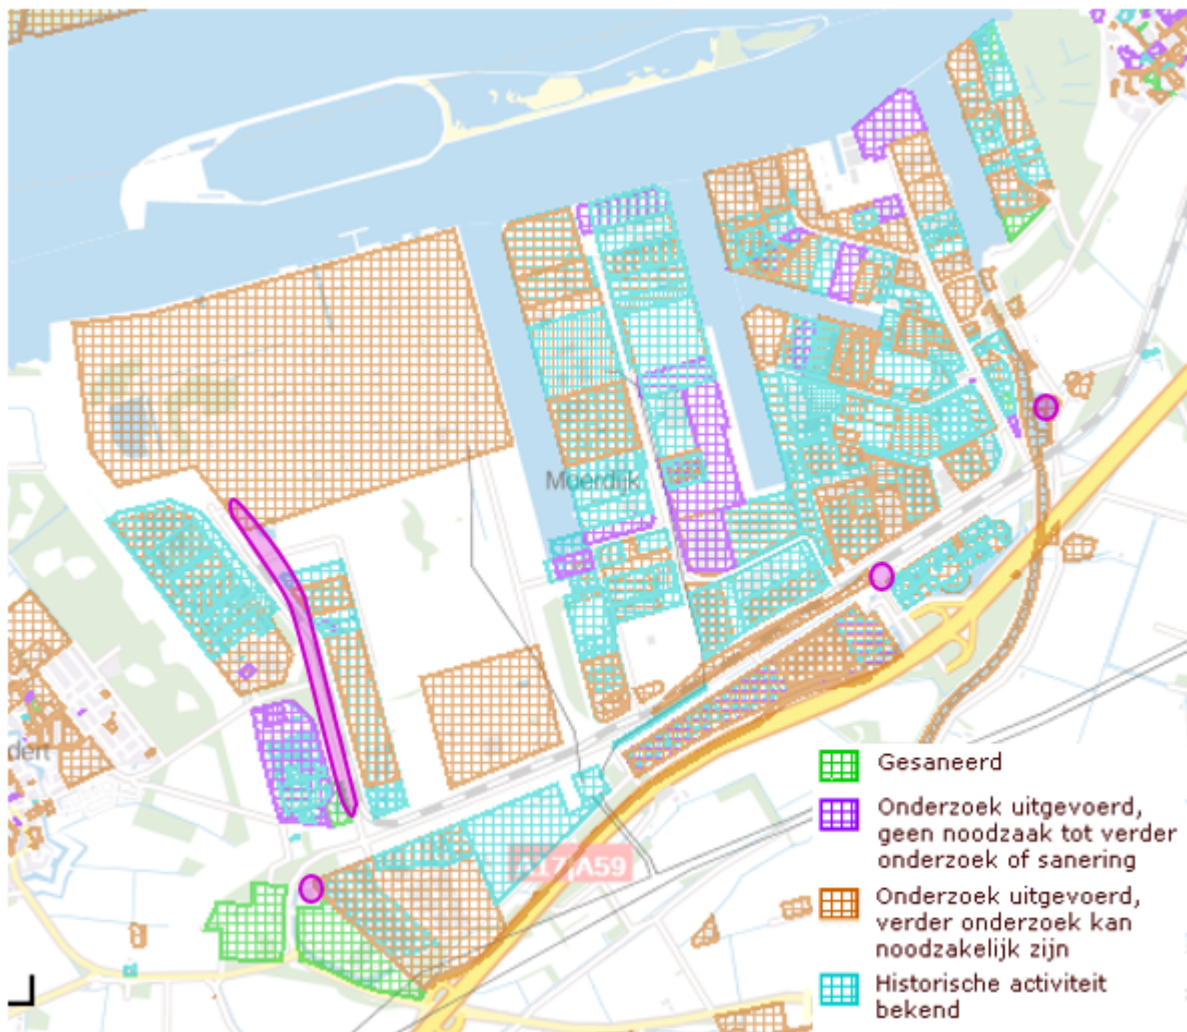 Moerdijk
dert
A17/A59
Gesaneerd
Onderzoek uitgevoerd,
geen noodzaak tot verder
onderzoek of sanering
Onderzoek uitgevoerd,
verder onderzoek kan
noodzakelijk zijn
Historische activiteit
bekend